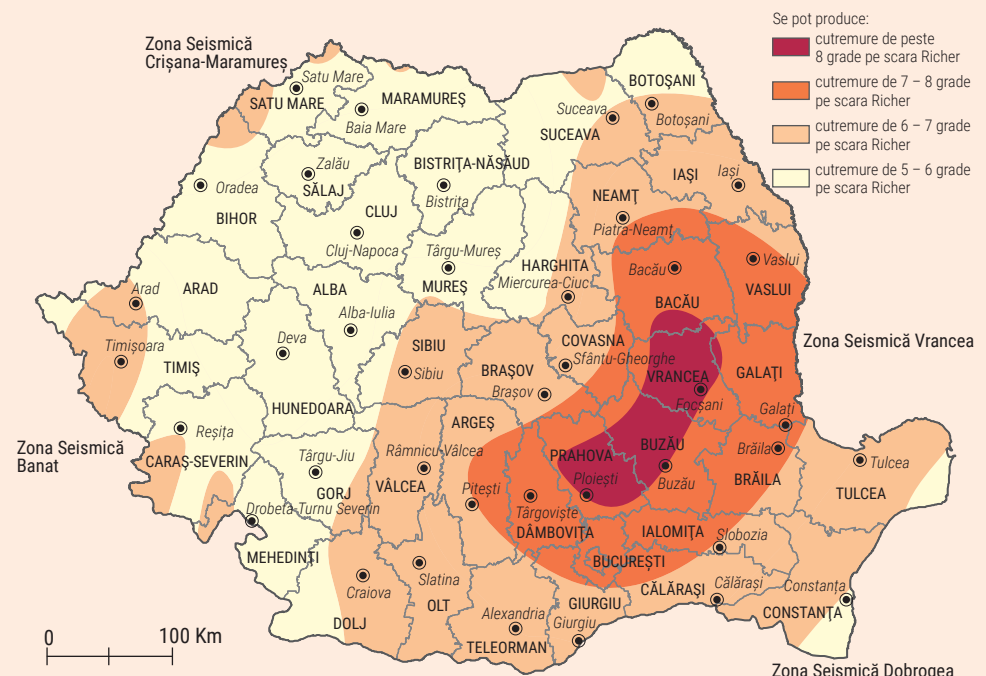 Se pot produce:
cutremure de peste
8 grade pe scara Richer
cutremure de 7 – 8 grade
pe scara Richer
cutremure de 6 – 7 grade
pe scara Richer
cutremure de 5 – 6 grade
pe scara Richer
Zona Seismică
Crișana-Maramureș
Satu Mare
SATU MARE
MARAMUREŞ
Baia Mare
BOTOȘANI
Botoșani
Suceava
SUCEAVA
Zalău
SĂLAJ
BISTRIȚA-NĂSĂUD
Bistrița
Oradea
BIHOR
CLUJ
Cluj-Napoca
IAȘI
Iași
NEAMŢ
Piatra-Neamț
Târgu-Mureș
MUREŞ
HARGHITA
Miercurea-Ciuc
Bacău
BACĂU
Vaslui
VASLUI
Arad
ARAD
ALBA
Alba-Iulia
Deva
HUNEDOARA
Timișoara
TIMIŞ
SIBIU
Sibiu
BRAȘOV
Brașov
COVASNA
Sfântu-Gheorghe
VRANCEA
Focșani
GALAŢI
Galați
Zona Seismică Vrancea
Zona Seismică
Banat
Reșița
CARAȘ-SEVERIN
Târgu-Jiu
GORJ
Drobeta-Turnu Severin
MEHEDINȚI
Râmnicu-Vâlcea
VÂLCEA
ARGEȘ
Pitești
PRAHOVA
Ploiești
BUZĂU
Buzău
Brăila
BRĂILA
Tulcea
TULCEA
Târgoviște
DÂMBOVIȚA
IALOMIŢA
Slobozia
BUCUREȘTI
CĂLĂRAȘI
Călărași
Constanța
CONSTANŢA
Craiova
DOLJ
Slatina
OLT
Alexandria
TELEORMAN
GIURGIU
Giurgiu
0
100 Km
Zona Seismică Dobrogea